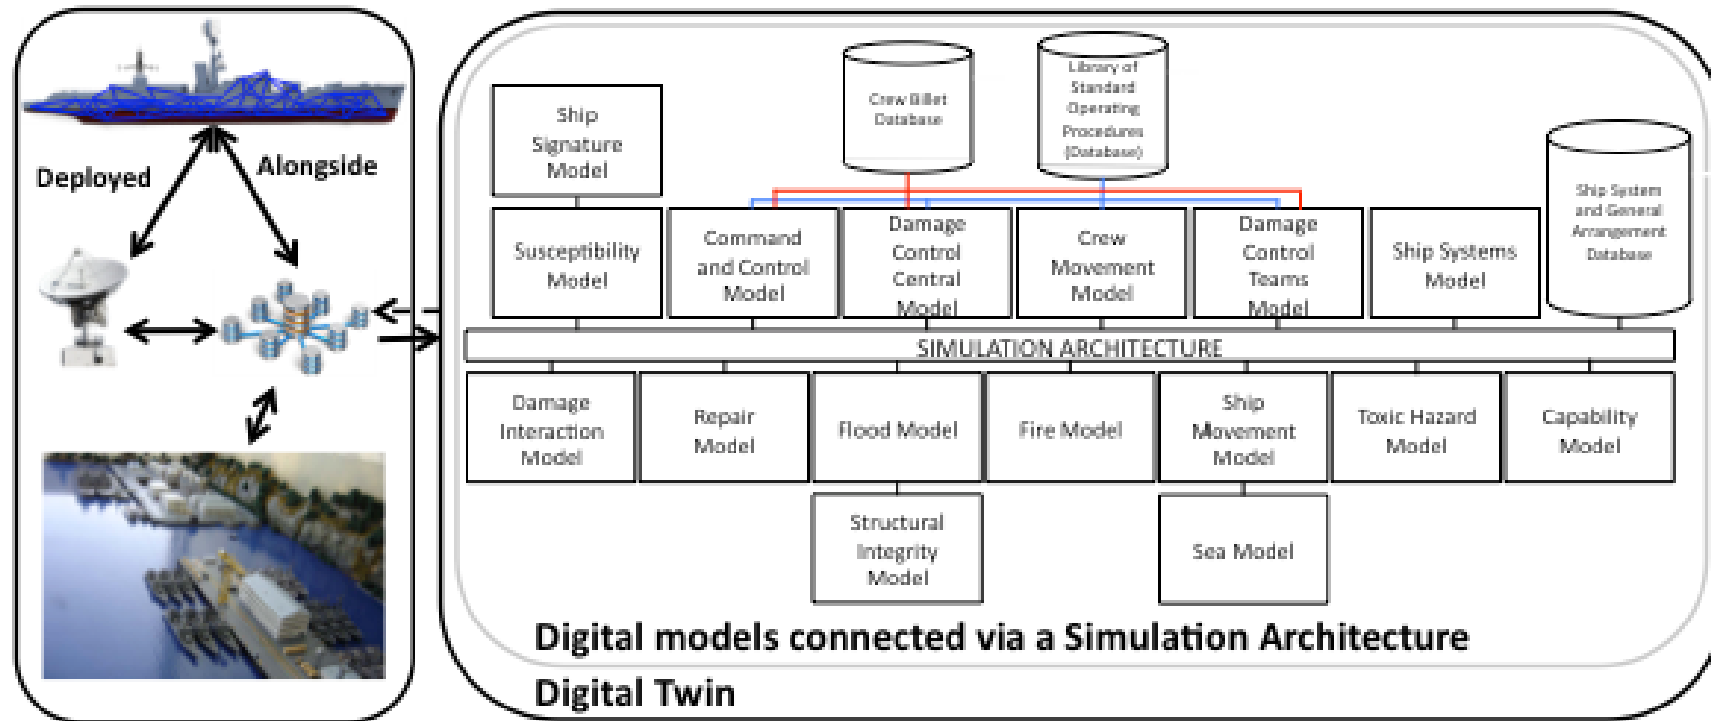 Deployed
Alongside
Ship
Signature
Model
Crew Billet
Database
Library of
Standard
Operating
Procedures
(Database)
Ship System
and General
Arrangement
Database
Susceptibility
Model
Command
and Control
Model
Damage
Control
Central
Model
Crew
Movement
Model
Damage
Control
Teams
Model
Ship Systems
Model
SIMULATION ARCHITECTURE
Damage
Interaction
Model
Repair
Model
Flood Model
Fire Model
Ship
Movement
Model
Toxic Hazard
Model
Capability
Model
Structural
Integrity
Model
Sea Model
Digital models connected via a Simulation Architecture
Digital Twin